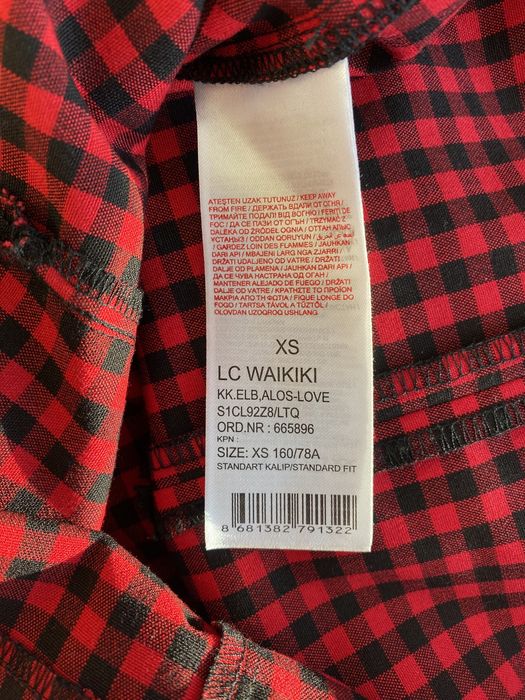 ATEŞTEN UZAK TUTUNUZ / KEEP AWAY
FROM FIRE / ДЕРЖАТЬ ВДАЛИ ОТ ОГНЯ /
ТРИМАЙТЕ ПОДАЛІ ВІД ВОГНЮ / FERIȚI DE
FOC / ДА СЕ ПАЗИ ОТ ОГЪН / TRZYMAĆ Z
DALEKA OD ŹRÓDEŁ OGNIA / ОТТАН АЛЫП
ҰСТАҢЫЗ / ODDAN QORUYUN /
/ GARDEZ LOIN DES FLAMMES / JAUHKAN
DARI API / MBAJENI LARG NGA ZJARRI /
DRŽATI UDALJENO OD VATRE / DRŽATI
DALJE OD PLAMENA / JAUHKAN DARI API /
ДА СЕ ЧУВА НАСТРАНА ОД ОГАН /
MANTENER ALEJADO DE FUEGO / DRŽATI
DALJE OD VATRE / ΚΡΑΤΗΣΤΕ ΤΟ ΠΡΟΪΟΝ
ΜΑΚΡΙΑ ΑΠΟ ΤΗ ΦΩΤΙΑ / FIQUE LONGE DO
FOGO / TARTSA TÁVOL A TŰZTŐL /
OLOVDAN UZOQROQ USHLANG
XS
LC WAIKIKI
KK.ELB,ALOS-LOVE
S1CL92Z8/LTQ
ORD.NR : 665896
KPN :
SIZE: XS 160/78A
STANDART KALIP/STANDARD FIT
8 681382 791322